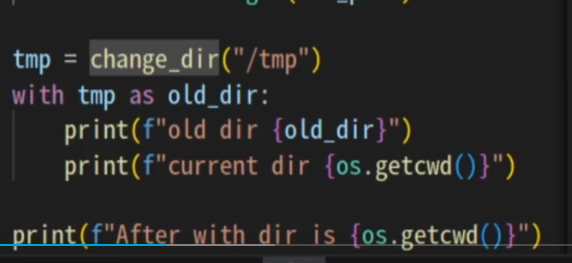 tmp = change_dir("/tmp")
with tmp as old_dir:
    print(f"old dir {old_dir}")
    print(f"current dir {os.getcwd()}")
print(f"After with dir is {os.getcwd()}")